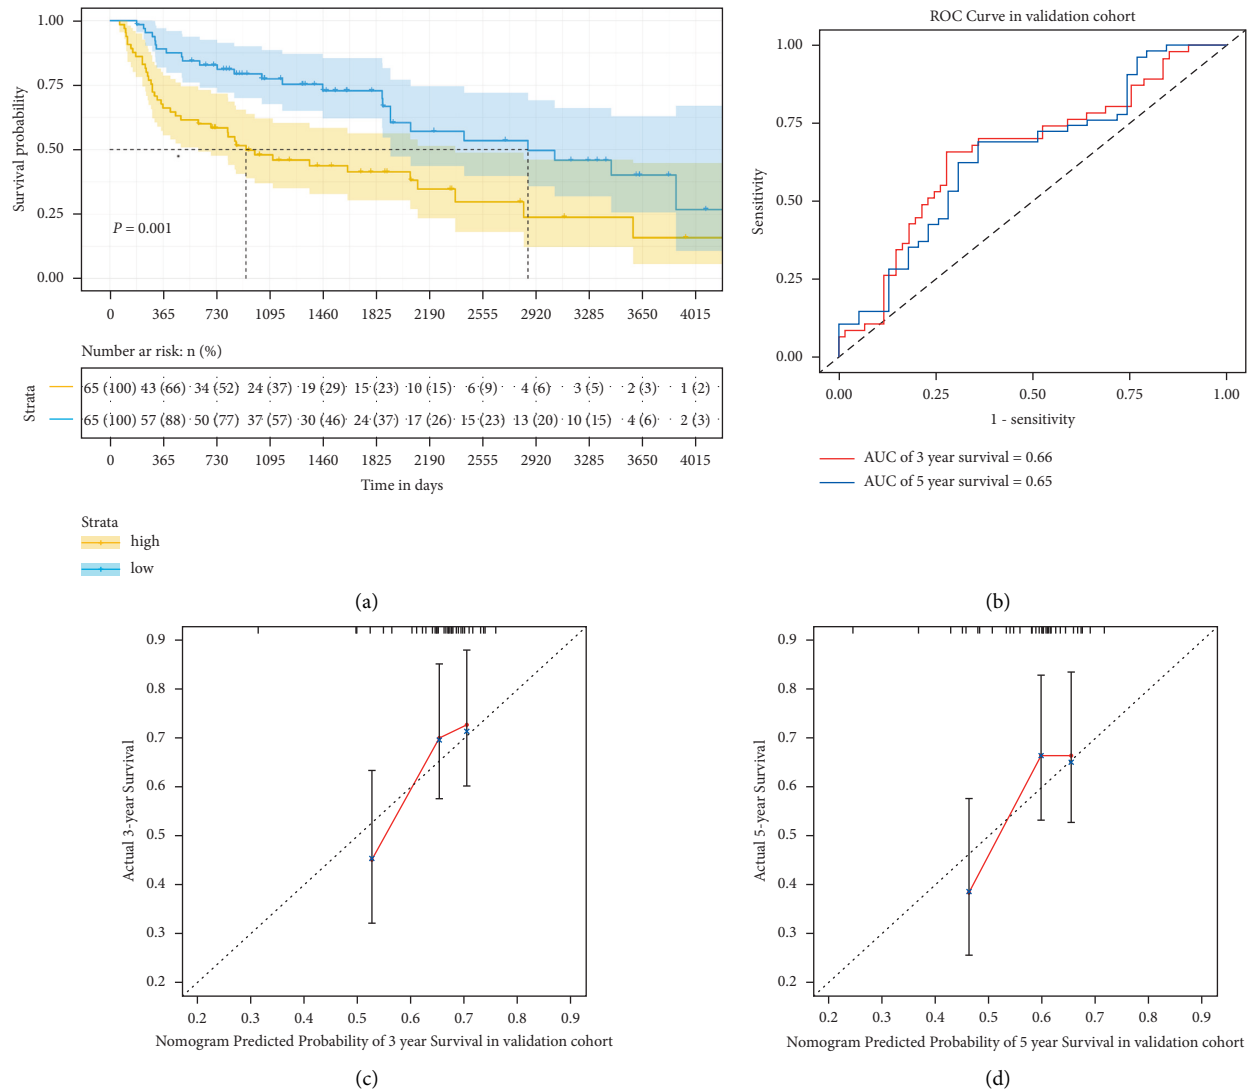 1.00
0.75
0.50
0.25
0.00
Survival probability
P = 0.001
0 365 730 1095 1460 1825 2190 2555 2920 3285 3650 4015
Number ar risk: n (%)
Strata
65 (100) 43 (66) 34 (52) 24 (37) 19 (29) 15 (23) 10 (15) 6 (9) 4 (6) 3 (5) 2 (3) 1 (2)
65 (100) 57 (88) 50 (77) 37 (57) 30 (46) 24 (37) 17 (26) 15 (23) 13 (20) 10 (15) 4 (6) 2 (3)
0 365 730 1095 1460 1825 2190 2555 2920 3285 3650 4015
Time in days
Strata
high
low
(a)
ROC Curve in validation cohort
1.00
0.75
0.50
0.25
0.00
Sensitivity
0.00 0.25 0.50 0.75 1.00
1 - sensitivity
AUC of 3 year survival = 0.66
AUC of 5 year survival = 0.65
(b)
0.9
0.8
0.7
0.6
0.5
0.4
0.3
0.2
Actual 3-year Survival
0.2 0.3 0.4 0.5 0.6 0.7 0.8 0.9
Nomogram Predicted Probability of 3 year Survival in validation cohort
(c)
0.9
0.8
0.7
0.6
0.5
0.4
0.3
0.2
Actual 5-year Survival
0.2 0.3 0.4 0.5 0.6 0.7 0.8 0.9
Nomogram Predicted Probability of 5 year Survival in validation cohort
(d)